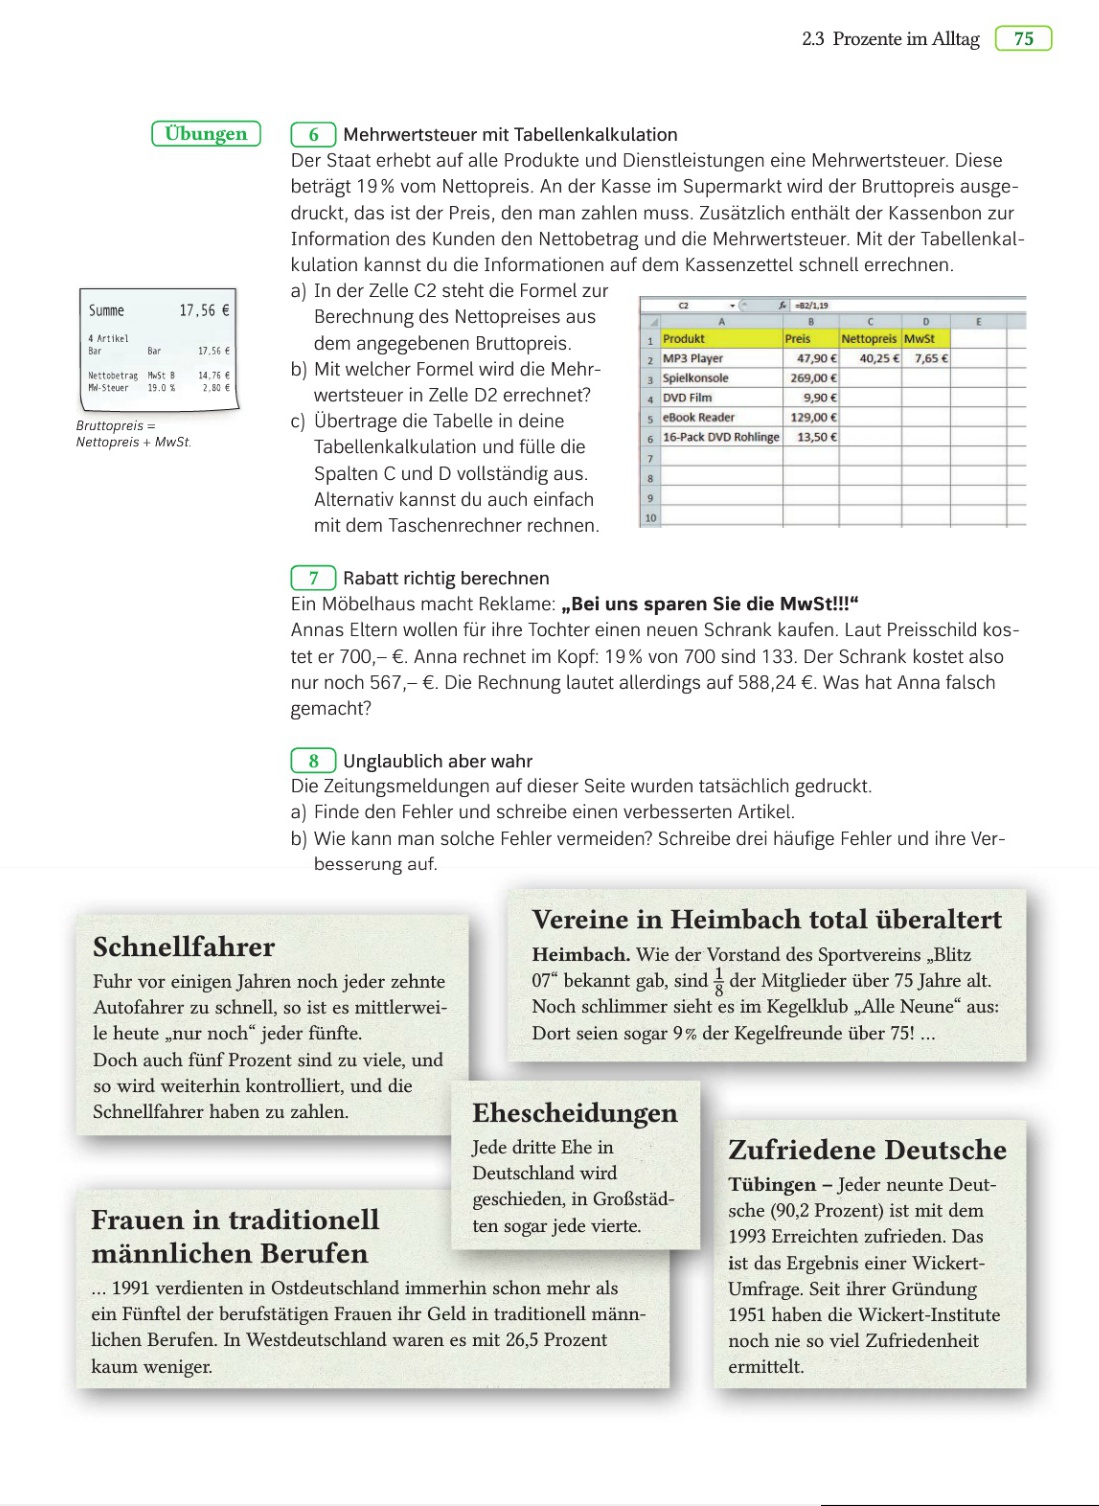 2.3 Prozente im Alltag 75
Übungen
6 Mehrwertsteuer mit Tabellenkalkulation
Der Staat erhebt auf alle Produkte und Dienstleistungen eine Mehrwertsteuer. Diese
beträgt 19 % vom Nettopreis. An der Kasse im Supermarkt wird der Bruttopreis ausge-
druckt, das ist der Preis, den man zahlen muss. Zusätzlich enthält der Kassenbon zur
Information des Kunden den Nettobetrag und die Mehrwertsteuer. Mit der Tabellenkal-
kulation kannst du die Informationen auf dem Kassenzettel schnell errechnen.
a) In der Zelle C2 steht die Formel zur
Berechnung des Nettopreises aus
dem angegebenen Bruttopreis.
b) Mit welcher Formel wird die Mehr-
wertsteuer in Zelle D2 errechnet?
c) Übertrage die Tabelle in deine
Tabellenkalkulation und fülle die
Spalten C und D vollständig aus.
Alternativ kannst du auch einfach
mit dem Taschenrechner rechnen.
Summe 17,56 €
4 Artikel
Bar Bar 17,56 €
Nettobetrag MwSt B 14,76 €
MW-Steuer 19.0 % 2,80 €
Bruttopreis =
Nettopreis + MwSt.
C2 fx =B2/1,19
A B C D E
1 Produkt Preis Nettopreis MwSt
2 MP3 Player 47,90 € 40,25 € 7,65 €
3 Spielkonsole 269,00 €
4 DVD Film 9,90 €
5 eBook Reader 129,00 €
6 16-Pack DVD Rohlinge 13,50 €
7
8
9
10
7 Rabatt richtig berechnen
Ein Möbelhaus macht Reklame: „Bei uns sparen Sie die MwSt!!!“
Annas Eltern wollen für ihre Tochter einen neuen Schrank kaufen. Laut Preisschild kos-
tet er 700,– €. Anna rechnet im Kopf: 19 % von 700 sind 133. Der Schrank kostet also
nur noch 567,– €. Die Rechnung lautet allerdings auf 588,24 €. Was hat Anna falsch
gemacht?
8 Unglaublich aber wahr
Die Zeitungsmeldungen auf dieser Seite wurden tatsächlich gedruckt.
a) Finde den Fehler und schreibe einen verbesserten Artikel.
b) Wie kann man solche Fehler vermeiden? Schreibe drei häufige Fehler und ihre Ver-
besserung auf.
Schnellfahrer
Fuhr vor einigen Jahren noch jeder zehnte
Autofahrer zu schnell, so ist es mittlerwei-
le heute „nur noch“ jeder fünfte.
Doch auch fünf Prozent sind zu viele, und
so wird weiterhin kontrolliert, und die
Schnellfahrer haben zu zahlen.
Vereine in Heimbach total überaltert
Heimbach. Wie der Vorstand des Sportvereins „Blitz
07“ bekannt gab, sind 1/8 der Mitglieder über 75 Jahre alt.
Noch schlimmer sieht es im Kegelklub „Alle Neune“ aus:
Dort seien sogar 9 % der Kegelfreunde über 75! ...
Ehescheidungen
Jede dritte Ehe in
Deutschland wird
geschieden, in Großstäd-
ten sogar jede vierte.
Frauen in traditionell
männlichen Berufen
... 1991 verdienten in Ostdeutschland immerhin schon mehr als
ein Fünftel der berufstätigen Frauen ihr Geld in traditionell männ-
lichen Berufen. In Westdeutschland waren es mit 26,5 Prozent
kaum weniger.
Zufriedene Deutsche
Tübingen – Jeder neunte Deut-
sche (90,2 Prozent) ist mit dem
1993 Erreichten zufrieden. Das
ist das Ergebnis einer Wickert-
Umfrage. Seit ihrer Gründung
1951 haben die Wickert-Institute
noch nie so viel Zufriedenheit
ermittelt.